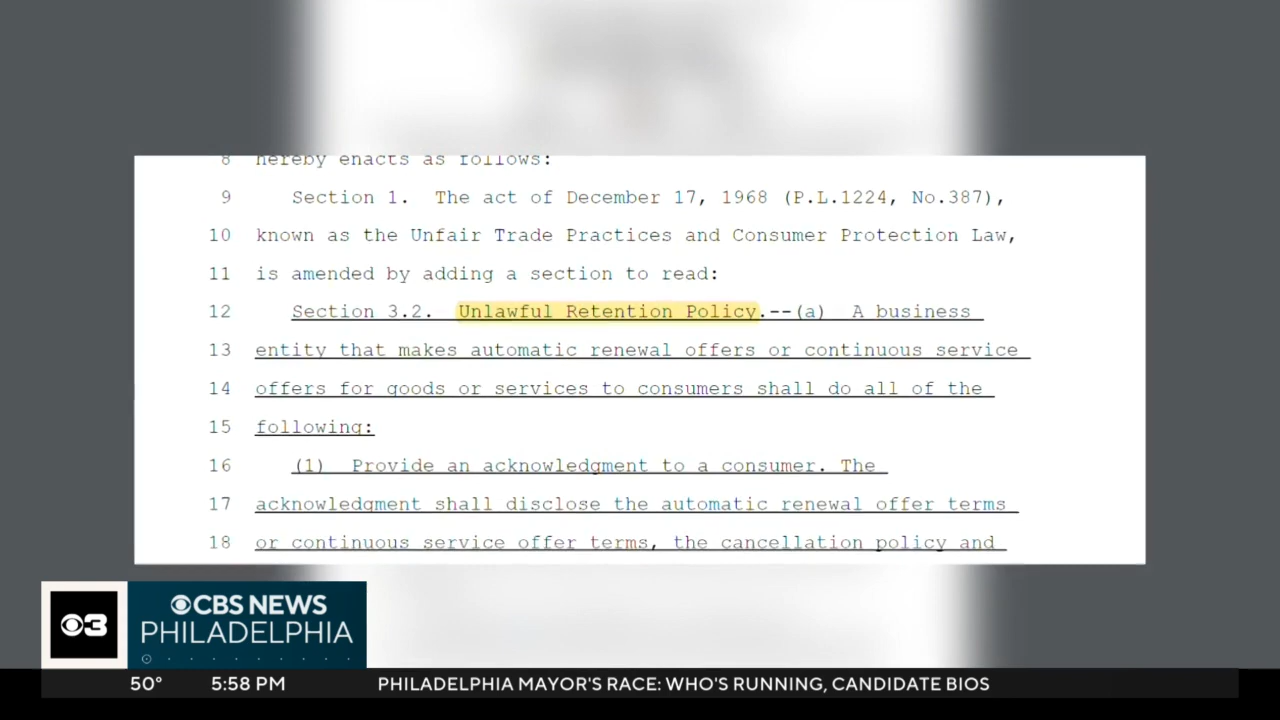 8 hereby enacts as follows:
9 Section 1. The act of December 17, 1968 (P.L.1224, No.387),
10 known as the Unfair Trade Practices and Consumer Protection Law,
11 is amended by adding a section to read:
12 Section 3.2. Unlawful Retention Policy.--(a) A business
13 entity that makes automatic renewal offers or continuous service
14 offers for goods or services to consumers shall do all of the
15 following:
16 (1) Provide an acknowledgment to a consumer. The
17 acknowledgment shall disclose the automatic renewal offer terms
18 or continuous service offer terms, the cancellation policy and
3 CBS NEWS
PHILADELPHIA
50° 5:58 PM PHILADELPHIA MAYOR'S RACE: WHO'S RUNNING, CANDIDATE BIOS